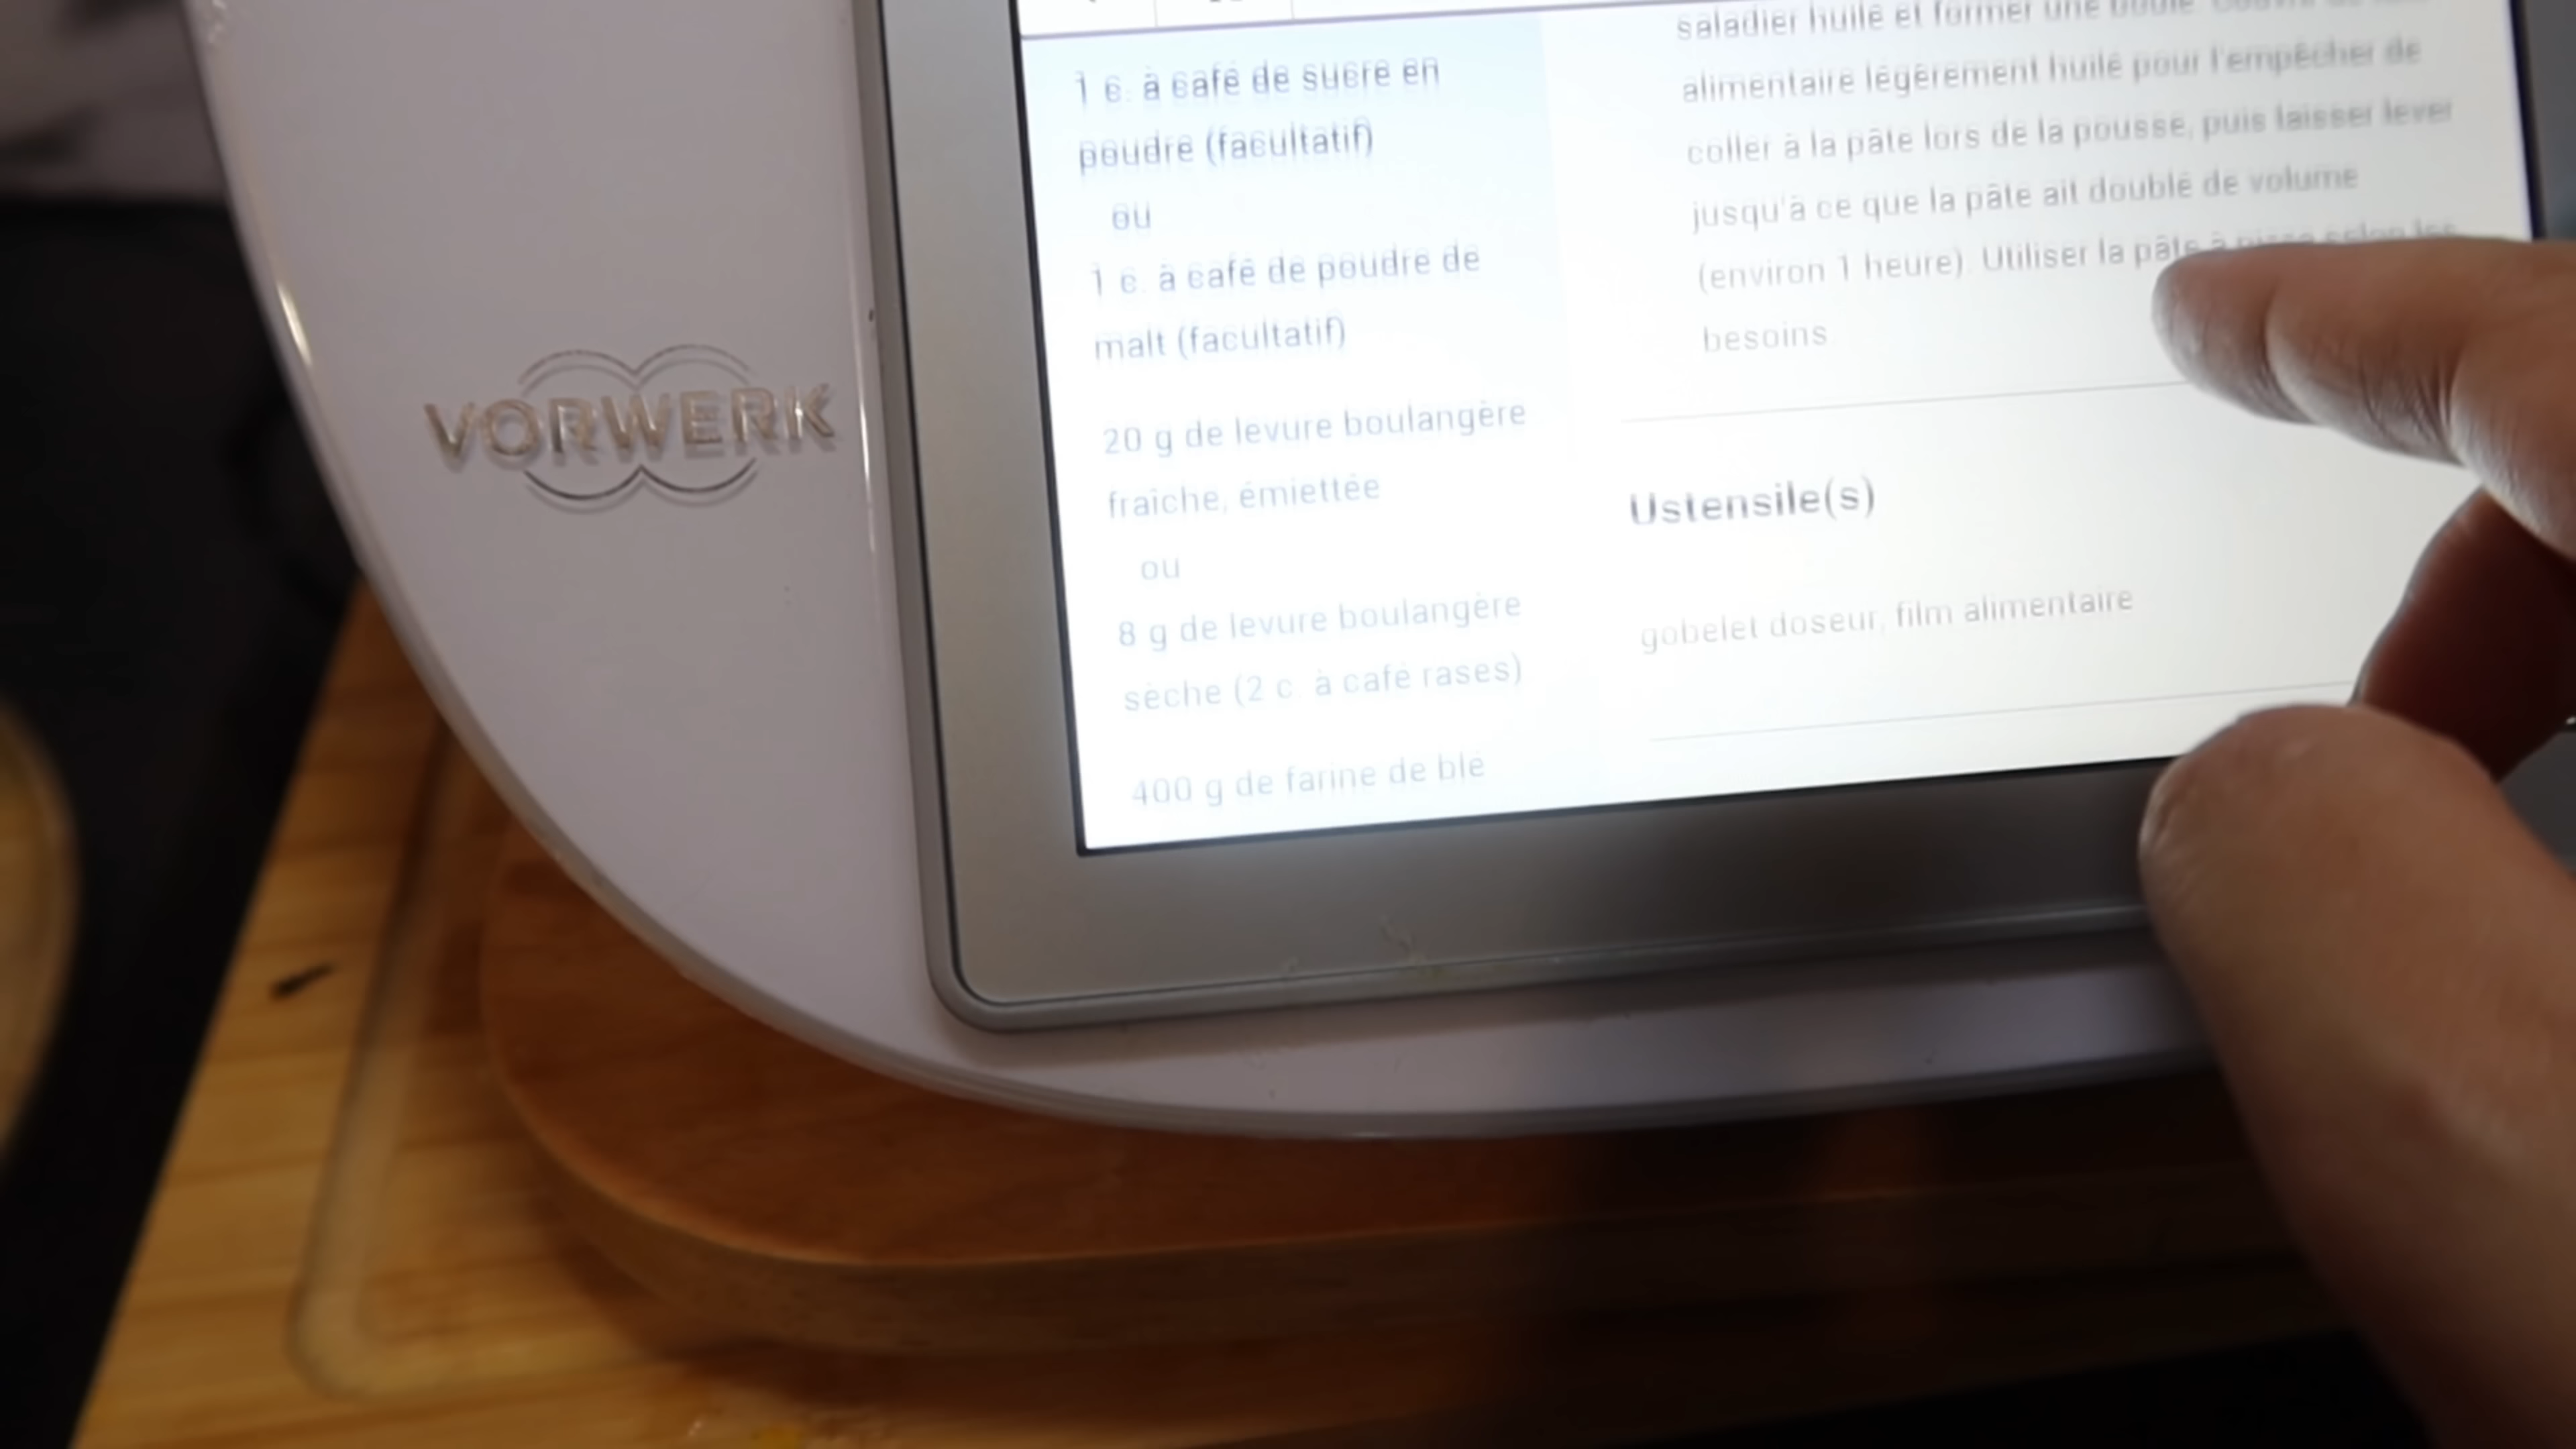 VORWERK
1 c. à café de sucre en
poudre (facultatif)
ou
1 c. à café de poudre de
malt (facultatif)
20 g de levure boulangère
fraîche, émiettée
ou
8 g de levure boulangère
sèche (2 c. à café rases)
400 g de farine de blé
saladier huilé et former une boule.
alimentaire légèrement huilé pour l'empêcher de
coller à la pâte lors de la pousse, puis laisser lever
jusqu'à ce que la pâte ait doublé de volume
(environ 1 heure). Utiliser la pâte à pizza selon les
besoins.
Ustensile(s)
gobelet doseur, film alimentaire